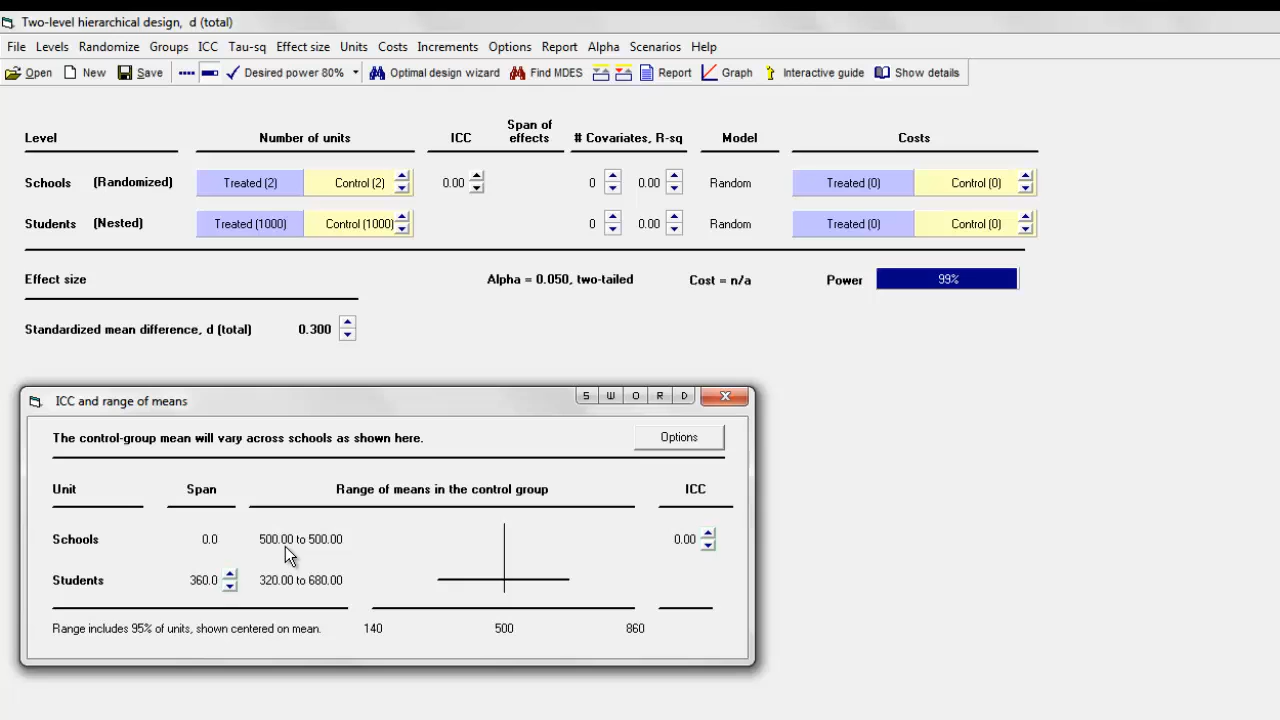 Two-level hierarchical design, d (total)
File Levels Randomize Groups ICC Tau-sq Effect size Units Costs Increments Options Report Alpha Scenarios Help
Open New Save Desired power 80% Optimal design wizard Find MDES Report Graph Interactive guide Show details
Level Number of units ICC Span of effects # Covariates, R-sq Model Costs
Schools (Randomized) Treated (2) Control (2) 0.00 0 0.00 Random Treated (0) Control (0)
Students (Nested) Treated (1000) Control (1000) 0 0.00 Random Treated (0) Control (0)
Effect size Alpha = 0.050, two-tailed Cost = n/a Power 99%
Standardized mean difference, d (total) 0.300
ICC and range of means S W O R D
The control-group mean will vary across schools as shown here. Options
Unit Span Range of means in the control group ICC
Schools 0.0 500.00 to 500.00 0.00
Students 360.0 320.00 to 680.00
Range includes 95% of units, shown centered on mean. 140 500 860